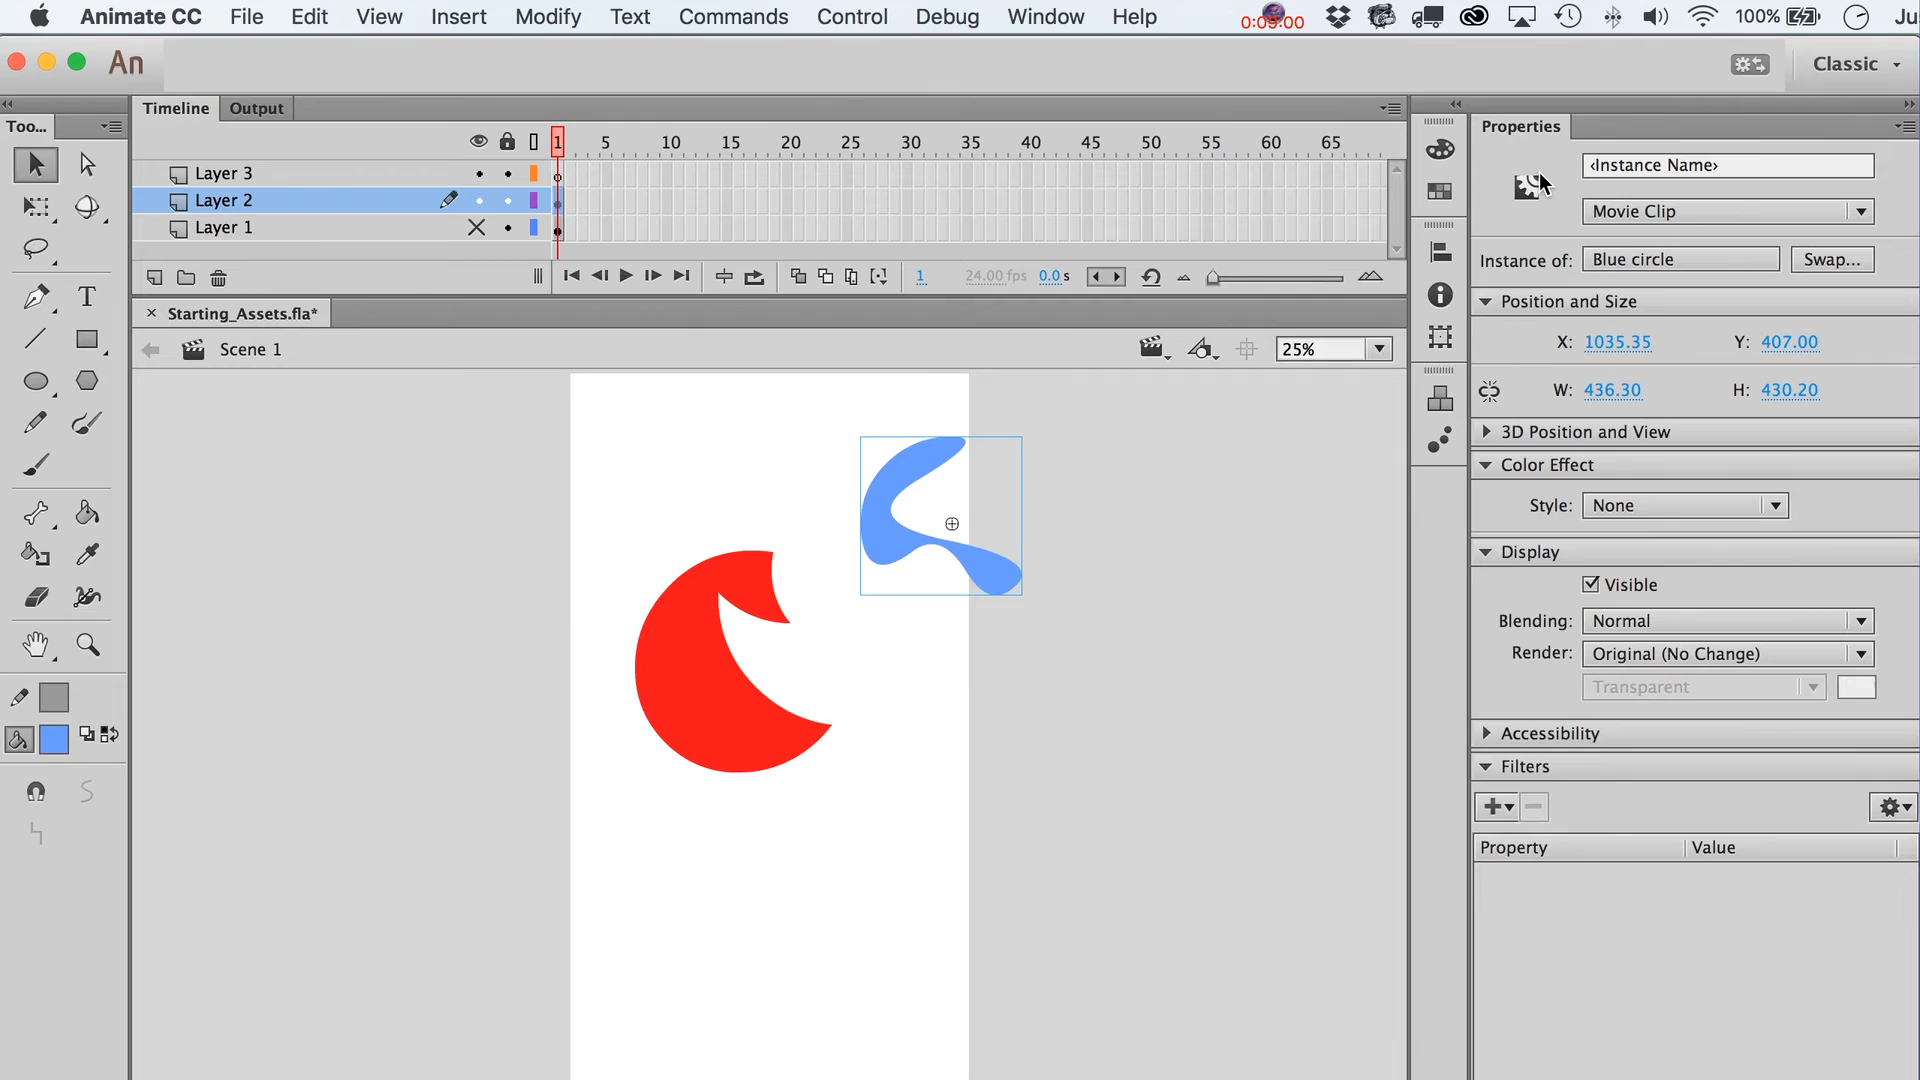 Animate CC File Edit View Insert Modify Text Commands Control Debug Window Help 0:09:00 100% Ju
An Classic
Too... Timeline Output Properties
1 5 10 15 20 25 30 35 40 45 50 55 60 65
Layer 3
Layer 2
Layer 1
1 24.00 fps 0.0 s
× Starting_Assets.fla*
Scene 1 25%
T
‹Instance Name›
Movie Clip
Instance of: Blue circle Swap...
Position and Size
X: 1035.35 Y: 407.00
W: 436.30 H: 430.20
3D Position and View
Color Effect
Style: None
Display
Visible
Blending: Normal
Render: Original (No Change)
Transparent
Accessibility
Filters
Property Value